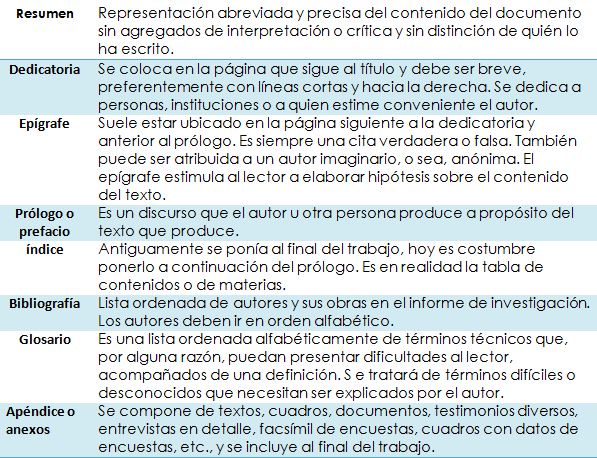 Resumen Representación abreviada y precisa del contenido del documento
sin agregados de interpretación o crítica y sin distinción de quién lo
ha escrito.
Dedicatoria Se coloca en la página que sigue al título y debe ser breve,
preferentemente con líneas cortas y hacia la derecha. Se dedica a
personas, instituciones o a quien estime conveniente el autor.
Epígrafe Suele estar ubicado en la página siguiente a la dedicatoria y
anterior al prólogo. Es siempre una cita verdadera o falsa. También
puede ser atribuida a un autor imaginario, o sea, anónima. El
epígrafe estimula al lector a elaborar hipótesis sobre el contenido
del texto.
Prólogo o Es un discurso que el autor u otra persona produce a propósito del
prefacio texto que produce.
índice Antiguamente se ponía al final del trabajo, hoy es costumbre
ponerlo a continuación del prólogo. Es en realidad la tabla de
contenidos o de materias.
Bibliografía Lista ordenada de autores y sus obras en el informe de investigación.
Los autores deben ir en orden alfabético.
Glosario Es una lista ordenada alfabéticamente de términos técnicos que,
por alguna razón, puedan presentar dificultades al lector,
acompañados de una definición. S e tratará de términos difíciles o
desconocidos que necesitan ser explicados por el autor.
Apéndice o Se compone de textos, cuadros, documentos, testimonios diversos,
anexos entrevistas en detalle, facsímil de encuestas, cuadros con datos de
encuestas, etc., y se incluye al final del trabajo.